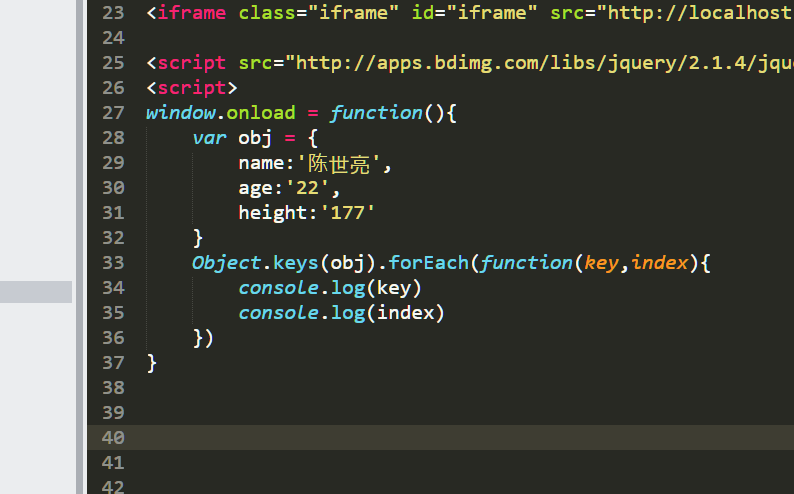 23 <iframe class="iframe" id="iframe" src="http://localhost
24
25 <script src="http://apps.bdimg.com/libs/jquery/2.1.4/jqu
26 <script>
27 window.onload = function(){
28 var obj = {
29 name:'陈世亮',
30 age:'22',
31 height:'177'
32 }
33 Object.keys(obj).forEach(function(key,index){
34 console.log(key)
35 console.log(index)
36 })
37 }
38
39
40
41
42